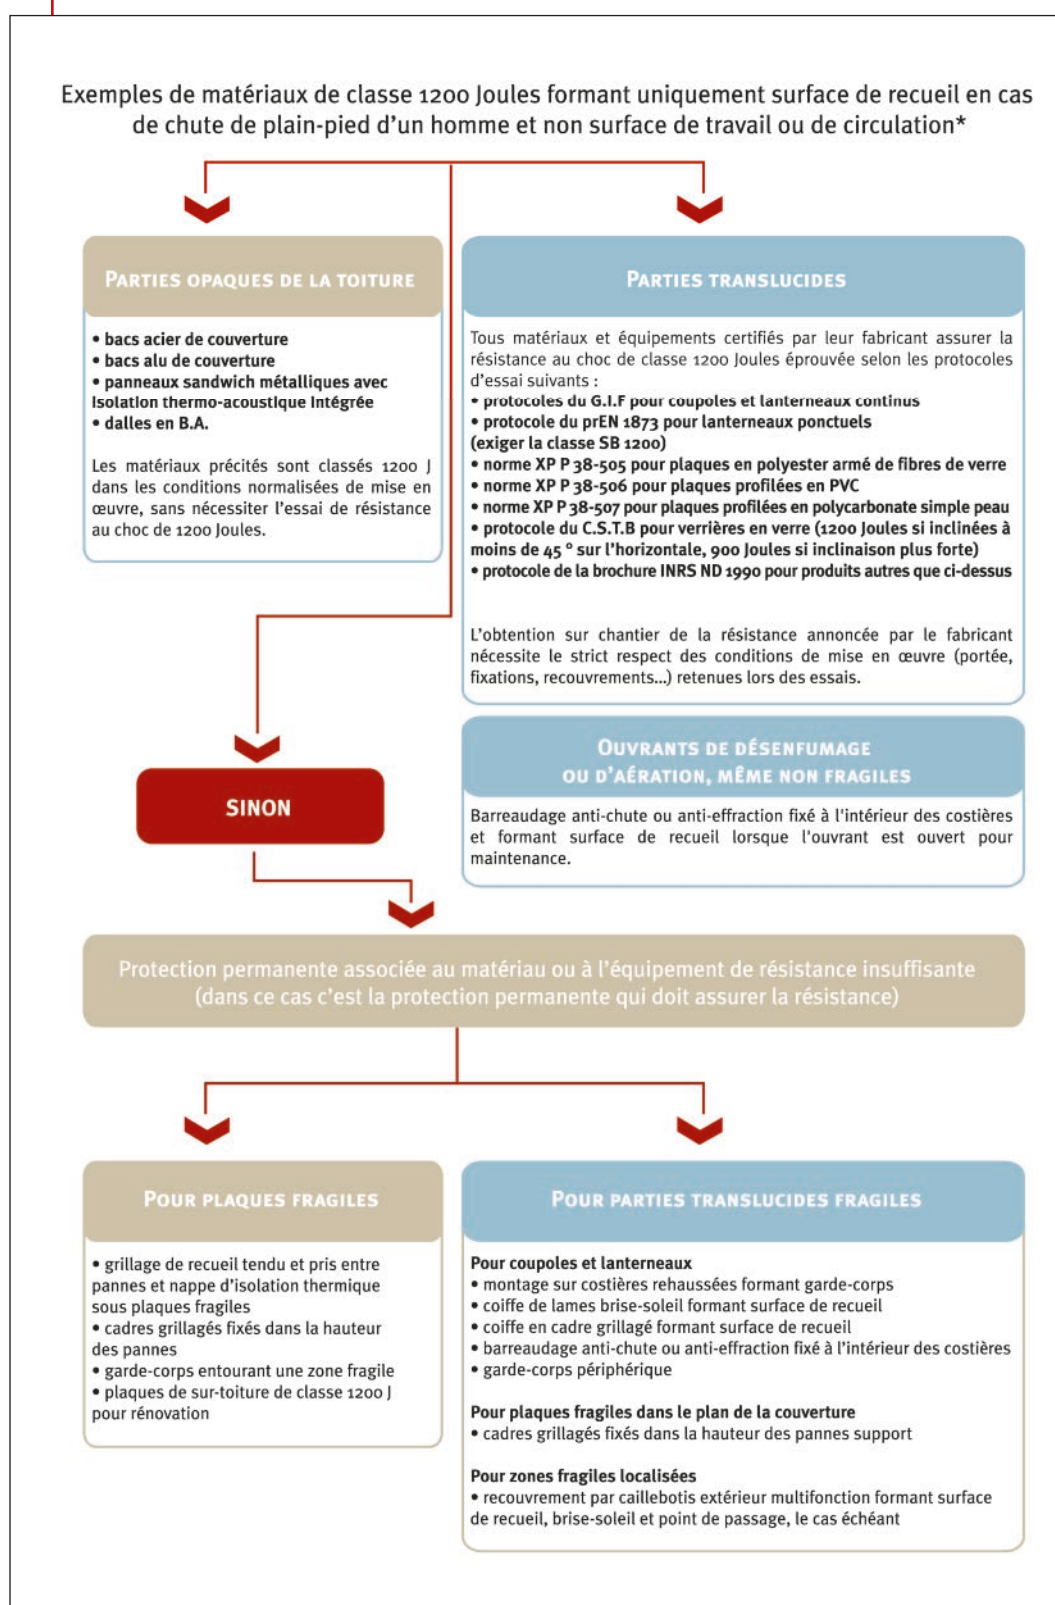 Exemples de matériaux de classe 1200 Joules formant uniquement surface de recueil en cas
de chute de plain-pied d'un homme et non surface de travail ou de circulation*
PARTIES OPAQUES DE LA TOITURE
• bacs acier de couverture
• bacs alu de couverture
• panneaux sandwich métalliques avec
isolation thermo-acoustique intégrée
• dalles en B.A.
Les matériaux précités sont classés 1200 J
dans les conditions normalisées de mise en
œuvre, sans nécessiter l'essai de résistance
au choc de 1200 Joules.
PARTIES TRANSLUCIDES
Tous matériaux et équipements certifiés par leur fabricant assurer la
résistance au choc de classe 1200 Joules éprouvée selon les protocoles
d'essai suivants :
• protocoles du G.I.F pour coupoles et lanterneaux continus
• protocole du prEN 1873 pour lanterneaux ponctuels
(exiger la classe SB 1200)
• norme XP P 38-505 pour plaques en polyester armé de fibres de verre
• norme XP P 38-506 pour plaques profilées en PVC
• norme XP P 38-507 pour plaques profilées en polycarbonate simple peau
• protocole du C.S.T.B pour verrières en verre (1200 Joules si inclinées à
moins de 45 ° sur l'horizontale, 900 Joules si inclinaison plus forte)
• protocole de la brochure INRS ND 1990 pour produits autres que ci-dessus
L'obtention sur chantier de la résistance annoncée par le fabricant
nécessite le strict respect des conditions de mise en œuvre (portée,
fixations, recouvrements...) retenues lors des essais.
OUVRANTS DE DÉSENFUMAGE
OU D'AÉRATION, MÊME NON FRAGILES
Barreaudage anti-chute ou anti-effraction fixé à l'intérieur des costières
et formant surface de recueil lorsque l'ouvrant est ouvert pour
maintenance.
SINON
Protection permanente associée au matériau ou à l'équipement de résistance insuffisante
(dans ce cas c'est la protection permanente qui doit assurer la résistance)
POUR PLAQUES FRAGILES
• grillage de recueil tendu et pris entre
pannes et nappe d'isolation thermique
sous plaques fragiles
• cadres grillagés fixés dans la hauteur
des pannes
• garde-corps entourant une zone fragile
• plaques de sur-toiture de classe 1200 J
pour rénovation
POUR PARTIES TRANSLUCIDES FRAGILES
Pour coupoles et lanterneaux
• montage sur costières rehaussées formant garde-corps
• coiffe de lames brise-soleil formant surface de recueil
• coiffe en cadre grillagé formant surface de recueil
• barreaudage anti-chute ou anti-effraction fixé à l'intérieur des costières
• garde-corps périphérique
Pour plaques fragiles dans le plan de la couverture
• cadres grillagés fixés dans la hauteur des pannes support
Pour zones fragiles localisées
• recouvrement par caillebotis extérieur multifonction formant surface
de recueil, brise-soleil et point de passage, le cas échéant